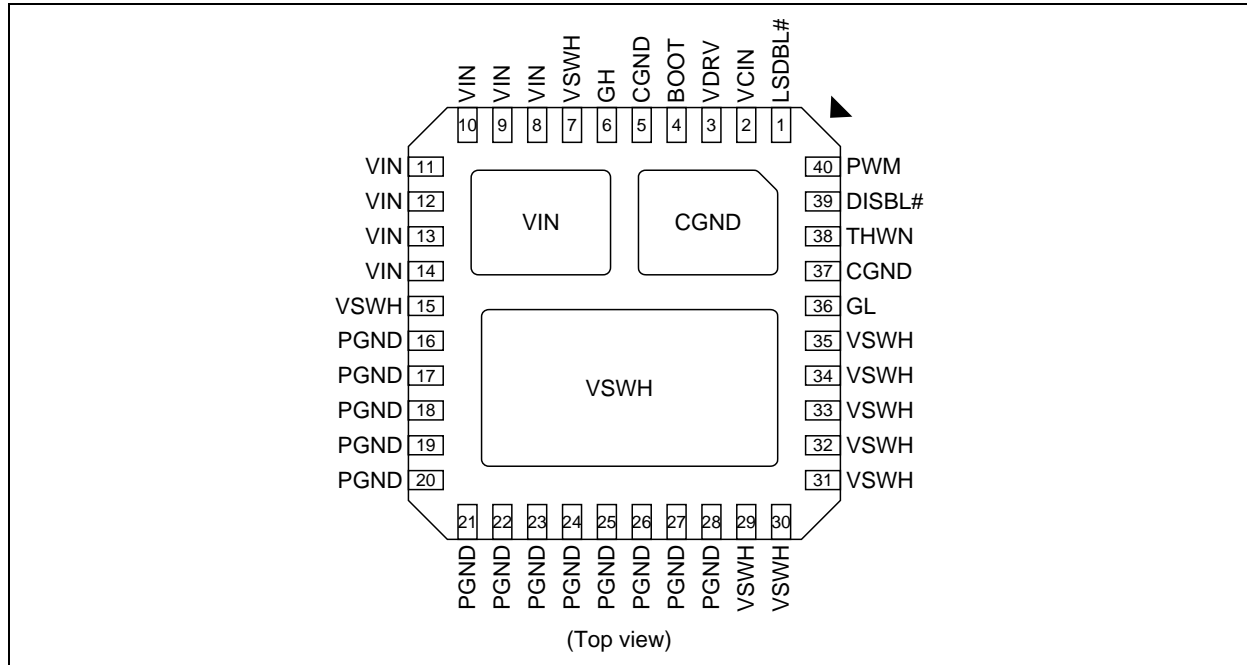 VIN
VIN
VIN
VSWH
GH
CGND
BOOT
VDRV
VCIN
LSDBL#
10 9 8 7 6 5 4 3 2 1
VIN 11 40 PWM
VIN 12 39 DISBL#
VIN 13 38 THWN
VIN 14 37 CGND
VSWH 15 36 GL
PGND 16 35 VSWH
PGND 17 34 VSWH
PGND 18 33 VSWH
PGND 19 32 VSWH
PGND 20 31 VSWH
VIN CGND
VSWH
21 22 23 24 25 26 27 28 29 30
PGND
PGND
PGND
PGND
PGND
PGND
PGND
PGND
VSWH
VSWH
(Top view)